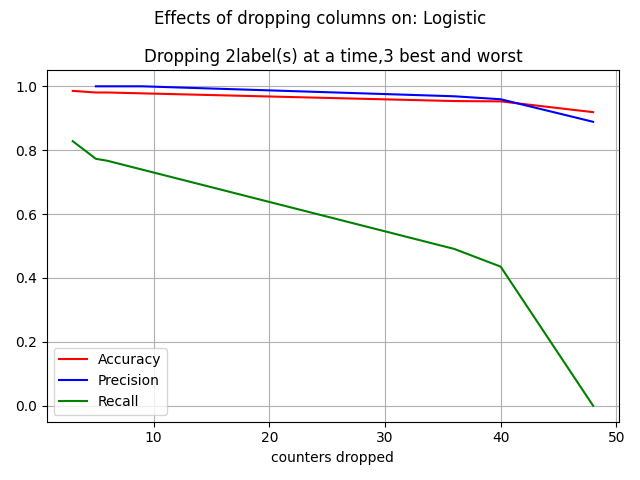 Effects of dropping columns on: Logistic
Dropping 2label(s) at a time,3 best and worst
1.0
0.8
0.6
0.4
0.2
0.0
Accuracy
Precision
Recall
10 20 30 40 50
counters dropped